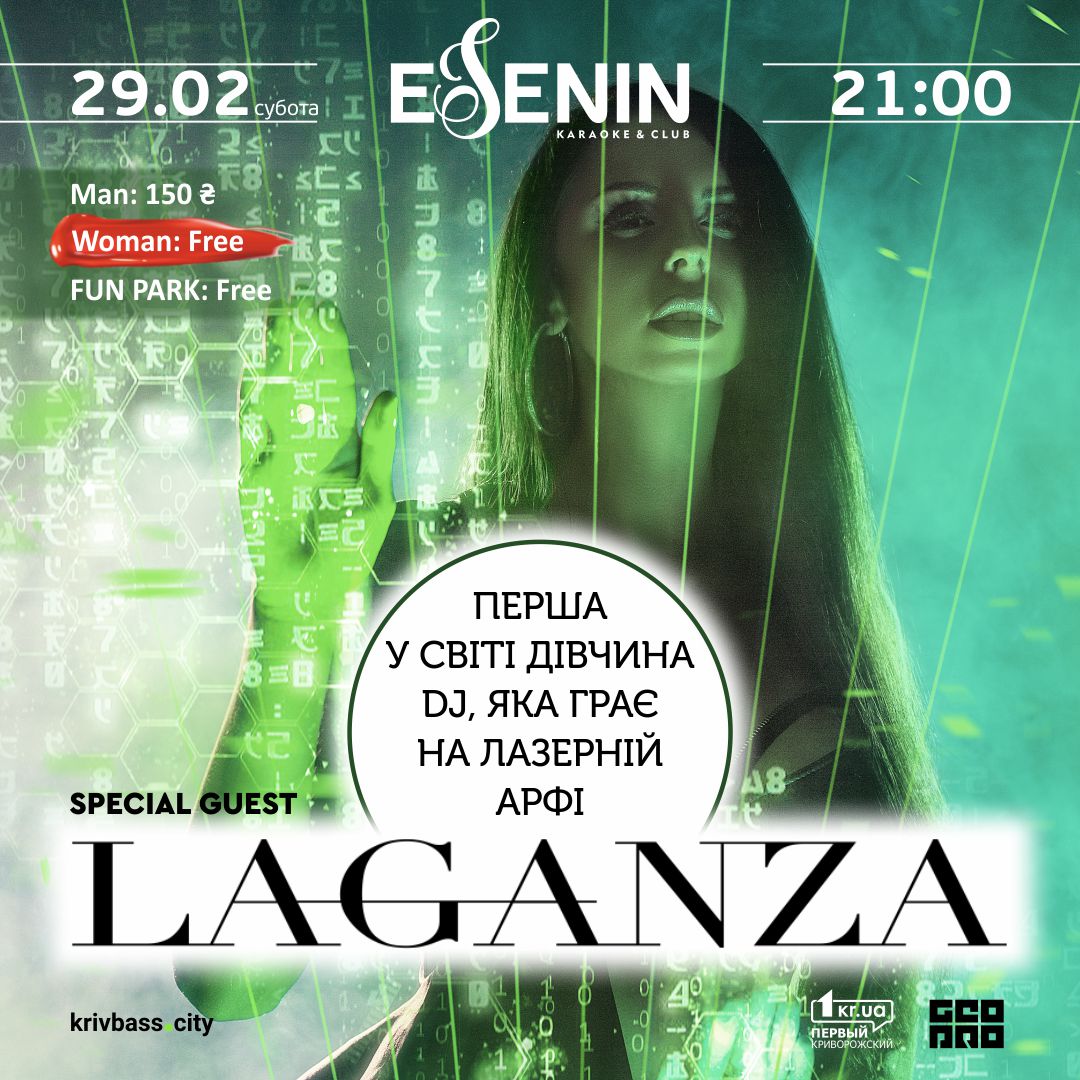 29.02 субота
ESENIN
KARAOKE & CLUB
21:00
Man: 150 ₴
Woman: Free
FUN PARK: Free
ПЕРША
У СВІТІ ДІВЧИНА
DJ, ЯКА ГРАЄ
НА ЛАЗЕРНІЙ
АРФІ
SPECIAL GUEST
LAGANZA
krivbass.city
1kr.ua
ПЕРВЫЙ
КРИВОРОЖСКИЙ